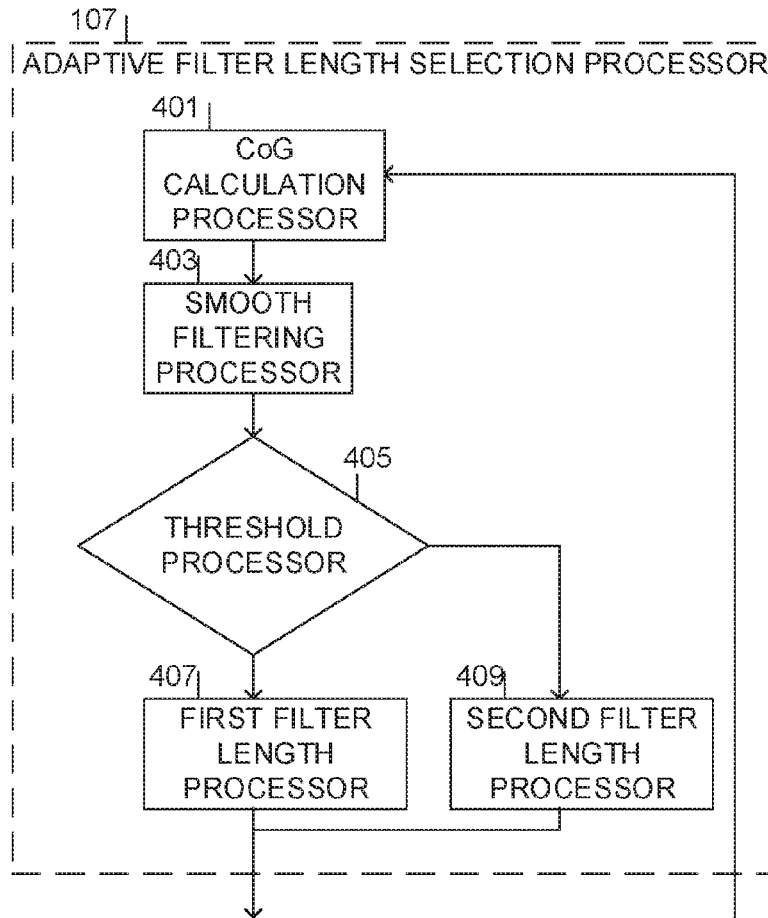 107
ADAPTIVE FILTER LENGTH SELECTION PROCESSOR
401
CoG
CALCULATION
PROCESSOR
403
SMOOTH
FILTERING
PROCESSOR
405
THRESHOLD
PROCESSOR
407
FIRST FILTER
LENGTH
PROCESSOR
409
SECOND FILTER
LENGTH
PROCESSOR